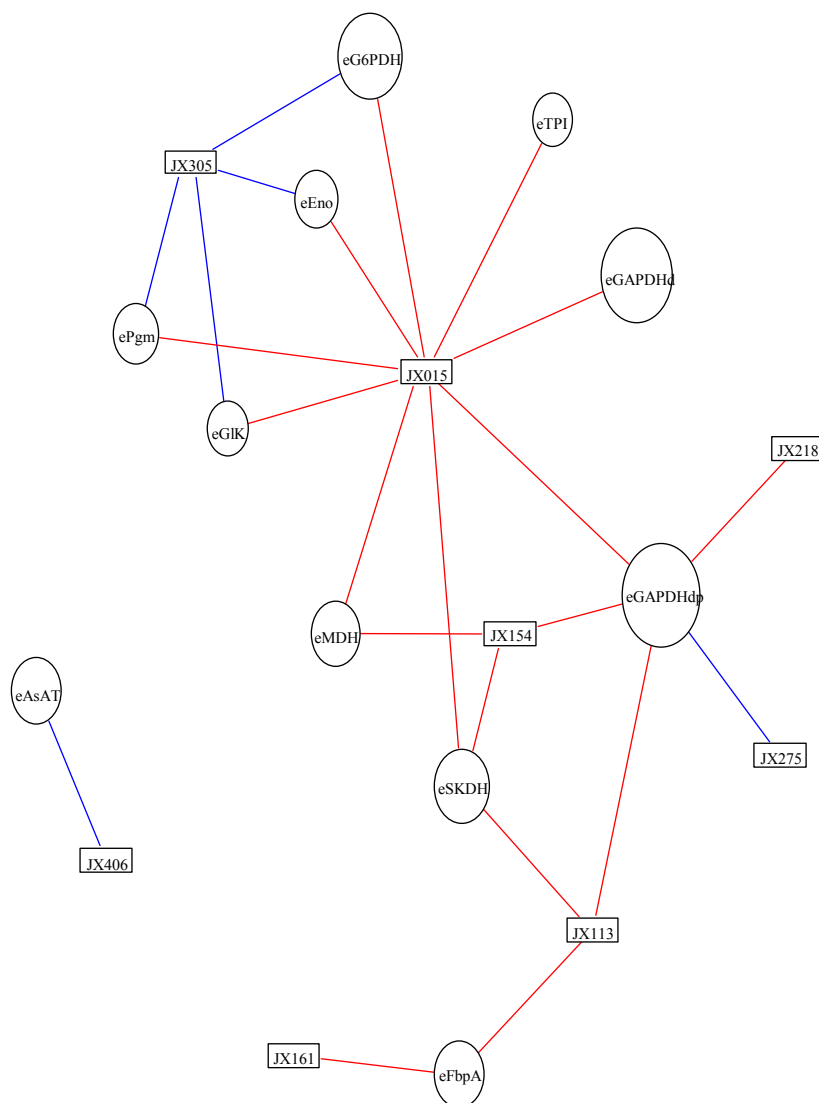 eG6PDH
eTPI
JX305
eEno
eGAPDHd
ePgm
JX015
eGlK
JX218
eGAPDHdp
eMDH
JX154
eAsAT
JX275
eSKDH
JX406
JX113
JX161
eFbpA